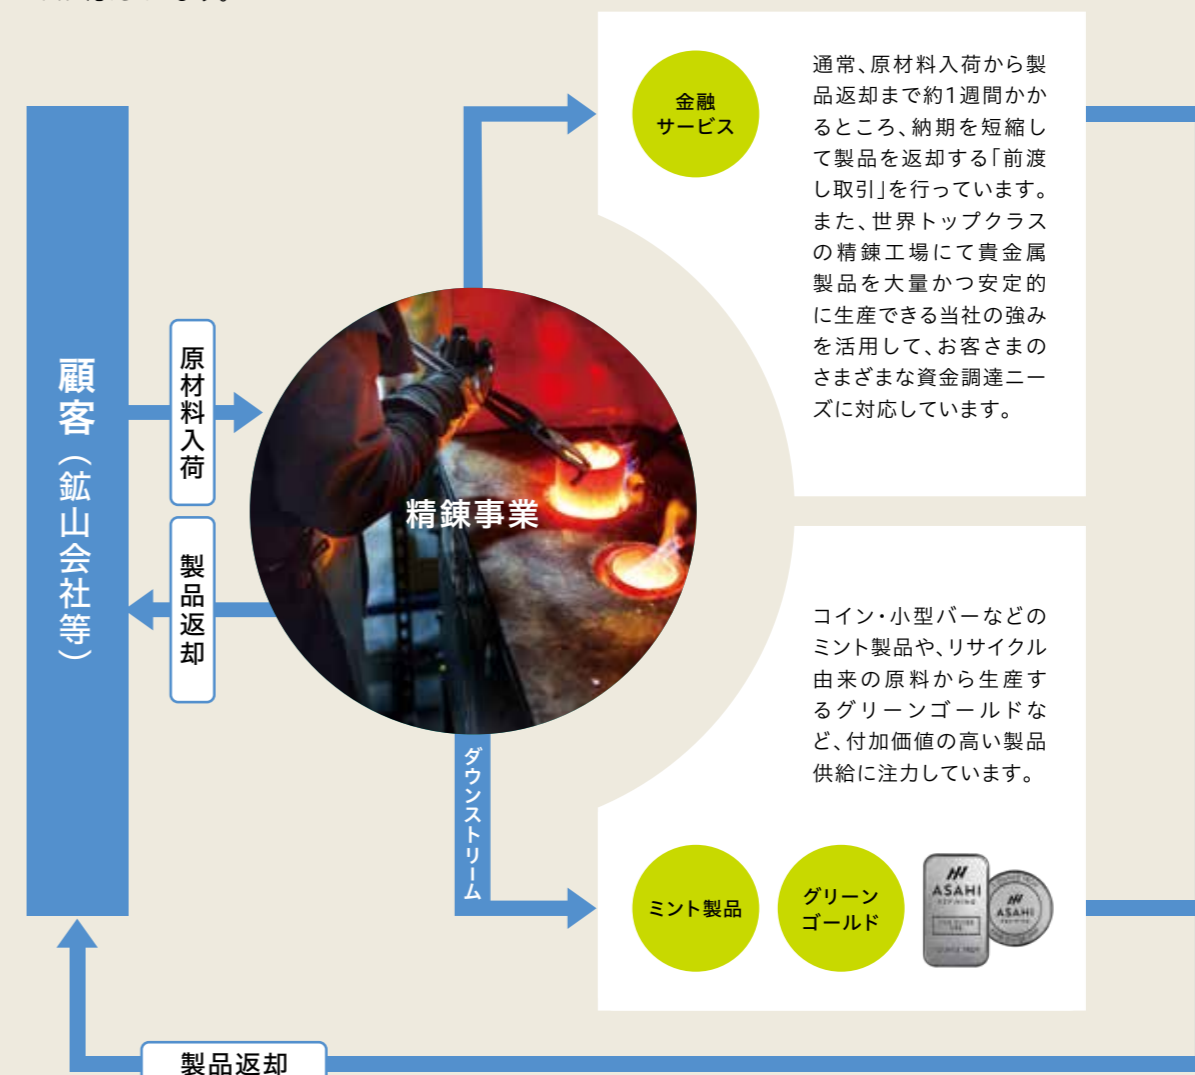 顧客（鉱山会社等）
原材料入荷
製品返却
精錬事業
ダウンストリーム
金融
サービス
通常、原材料入荷から製
品返却まで約1週間かか
るところ、納期を短縮し
て製品を返却する「前渡
し取引」を行っています。
また、世界トップクラス
の精錬工場にて貴金属
製品を大量かつ安定的
に生産できる当社の強み
を活用して、お客さまの
さまざまな資金調達ニー
ズに対応しています。
コイン・小型バーなどの
ミント製品や、リサイクル
由来の原料から生産す
るグリーンゴールドな
ど、付加価値の高い製品
供給に注力しています。
ミント製品
グリーン
ゴールド
ASAHI
REFINING
ASAHI
REFINING
製品返却